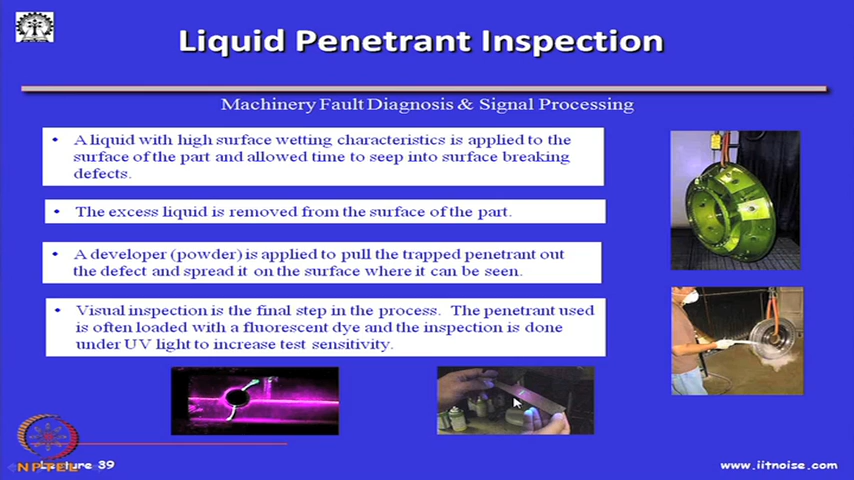 Liquid Penetrant Inspection
Machinery Fault Diagnosis & Signal Processing
• A liquid with high surface wetting characteristics is applied to the
surface of the part and allowed time to seep into surface breaking
defects.
• The excess liquid is removed from the surface of the part.
• A developer (powder) is applied to pull the trapped penetrant out
the defect and spread it on the surface where it can be seen.
• Visual inspection is the final step in the process. The penetrant used
is often loaded with a fluorescent dye and the inspection is done
under UV light to increase test sensitivity.
NPTEL Lecture 39
www.iitnoise.com